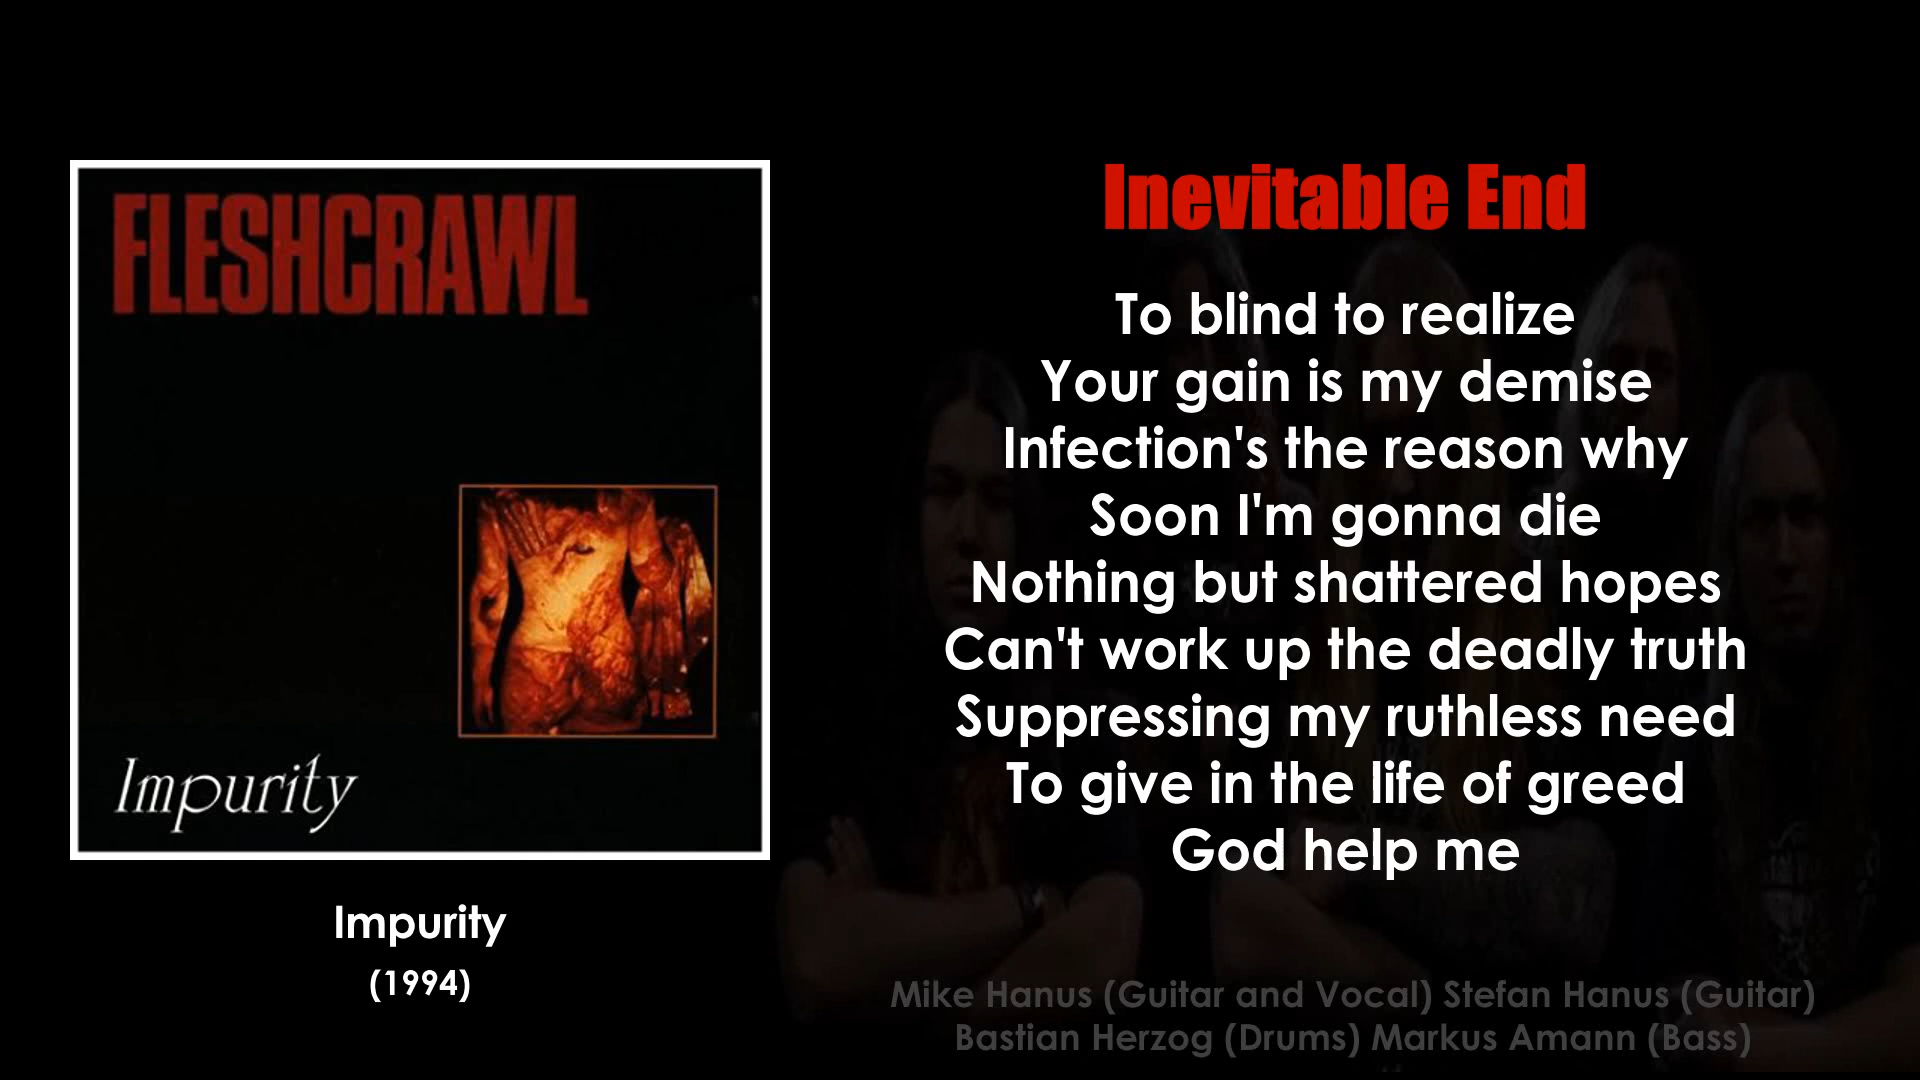 FLESHCRAWL
Impurity
Impurity
(1994)
Inevitable End
To blind to realize
Your gain is my demise
Infection's the reason why
Soon I'm gonna die
Nothing but shattered hopes
Can't work up the deadly truth
Suppressing my ruthless need
To give in the life of greed
God help me
Mike Hanus (Guitar and Vocal) Stefan Hanus (Guitar)
Bastian Herzog (Drums) Markus Amann (Bass)